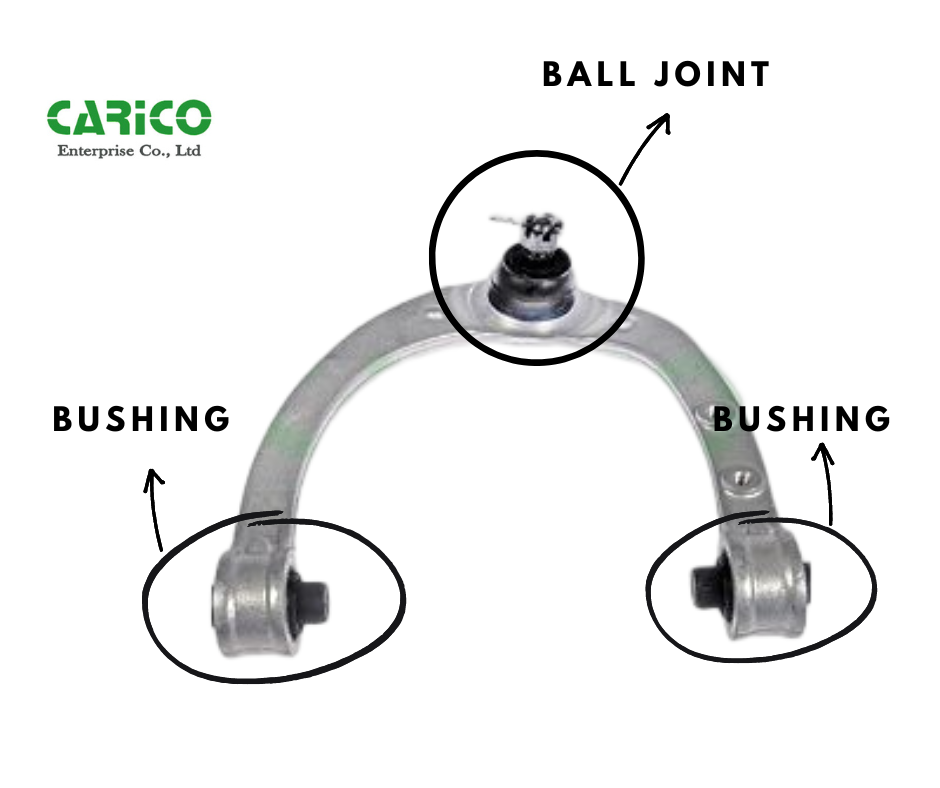 BALL JOINT
CARiCO
Enterprise Co., Ltd
BUSHING
BUSHING